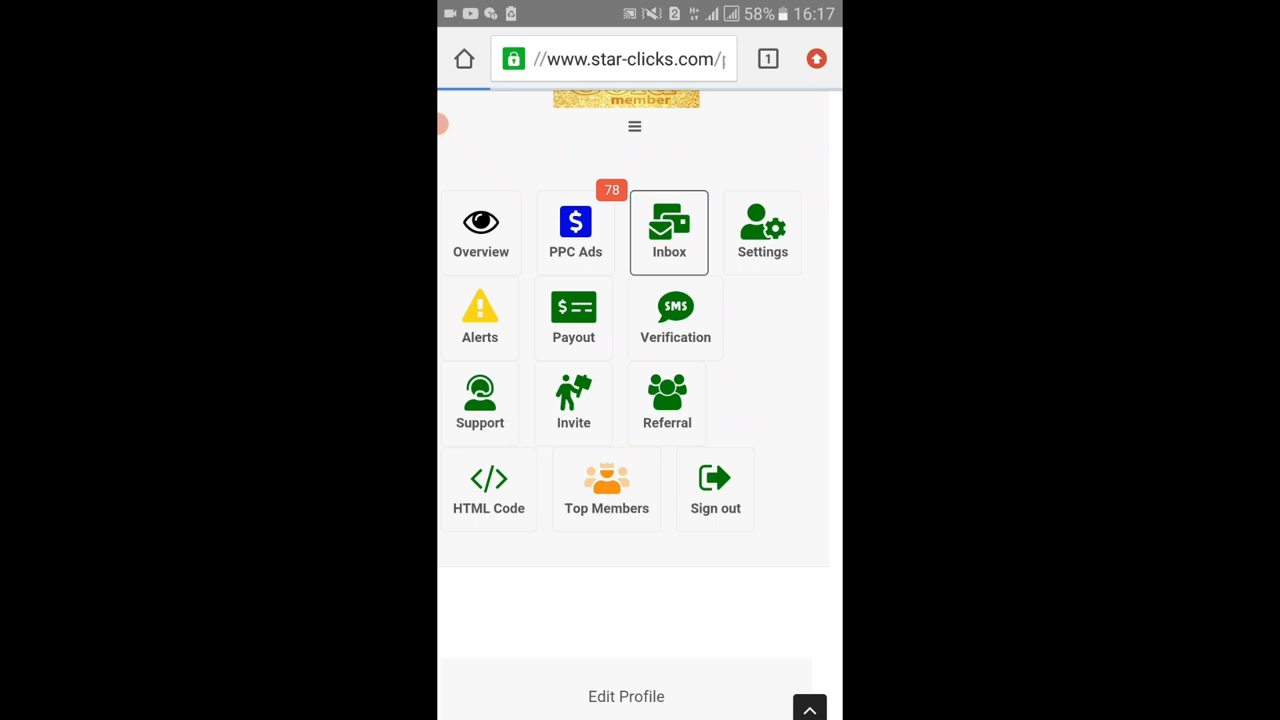 58% 16:17
//www.star-clicks.com/
1
member
78
Overview
PPC Ads
Inbox
Settings
Alerts
Payout
SMS
Verification
Support
Invite
Referral
HTML Code
Top Members
Sign out
Edit Profile